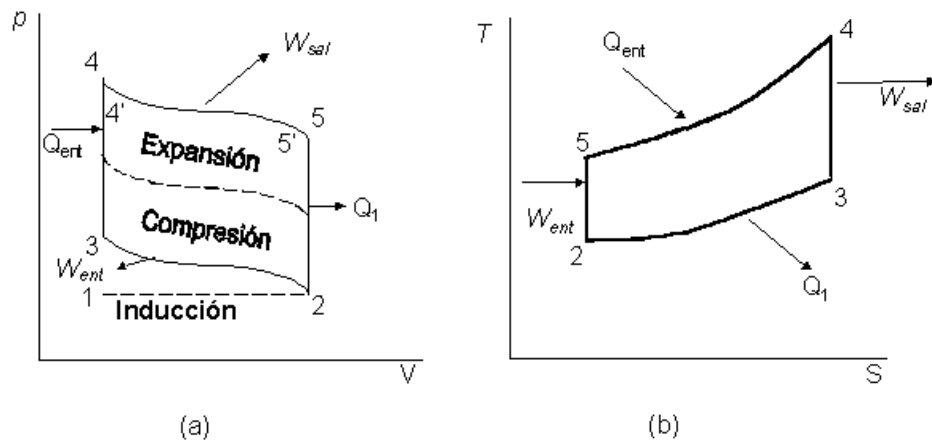 p
W_sal
4
4'
5
5'
Q_ent
Expansión
Q_1
Compresión
3
W_ent
1
2
Inducción
V
(a)
T
4
Q_ent
W_sal
5
3
W_ent
2
Q_1
S
(b)